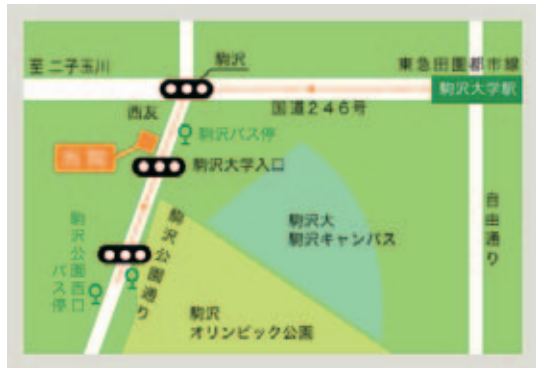 至二子玉川
駒沢
東急田園都市線
駒沢大学駅
国道246号
西友
駒沢バス停
当院
駒沢大学入口
駒沢公園通り
駒沢大
駒沢キャンパス
自由通り
駒沢公園西口
バス停
駒沢
オリンピック公園